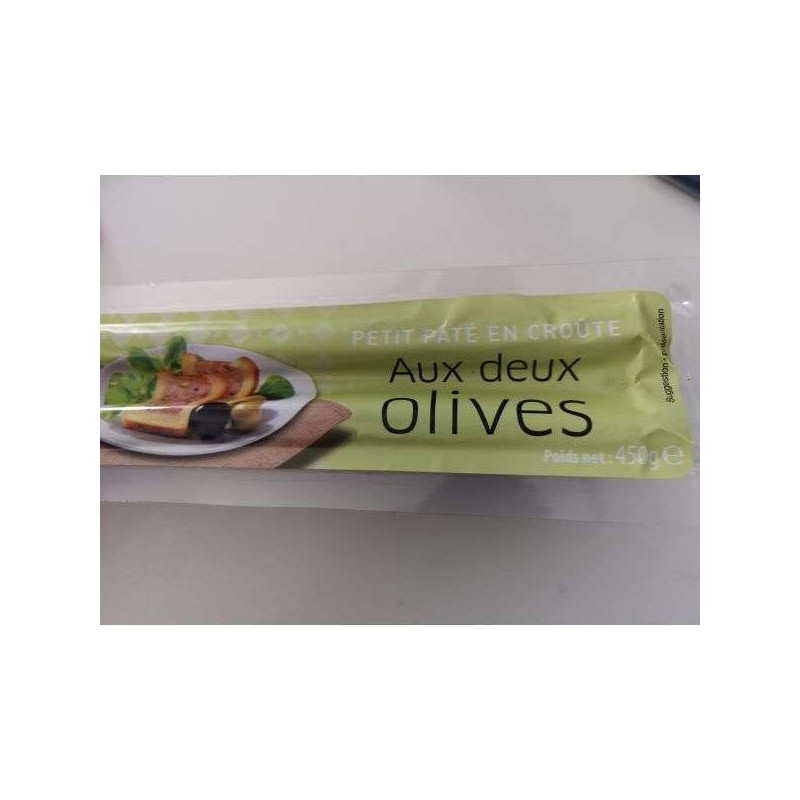 PETIT PÂTÉ EN CROÛTE
Aux deux
olives
Poids net : 450g e
Suggestion de présentation